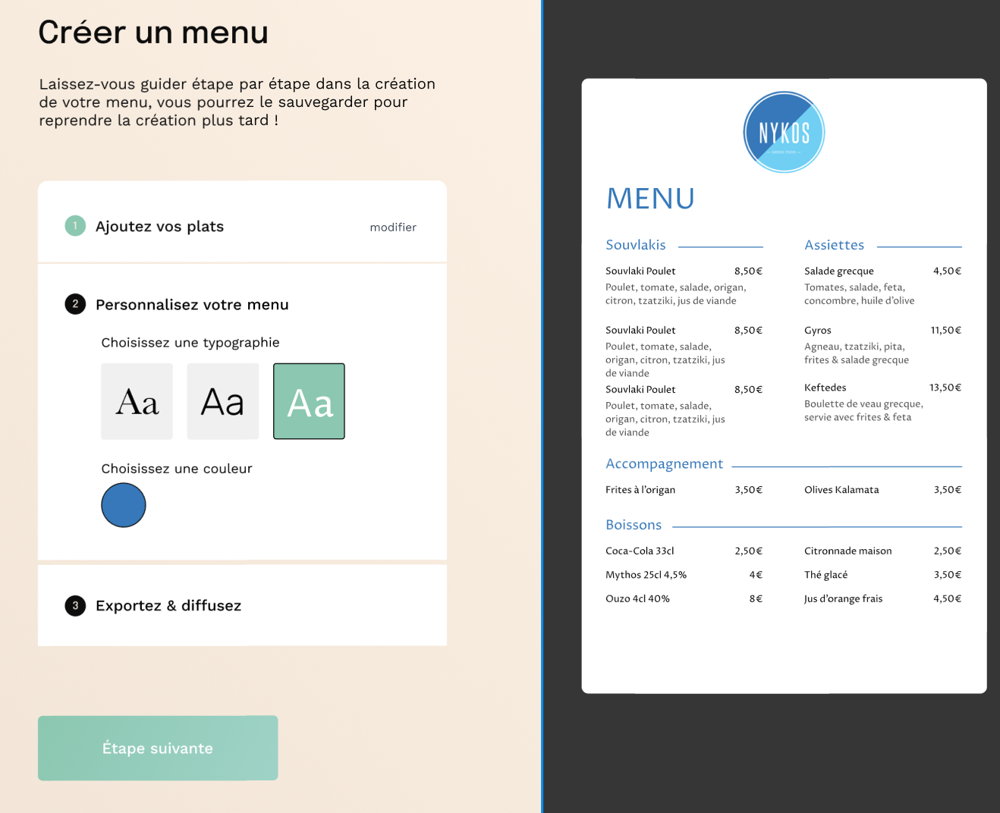 Créer un menu
Laissez-vous guider étape par étape dans la création
de votre menu, vous pourrez le sauvegarder pour
reprendre la création plus tard !
1 Ajoutez vos plats modifier
2 Personnalisez votre menu
Choisissez une typographie
Aa Aa Aa
Choisissez une couleur
3 Exportez & diffusez
Étape suivante
NYKOS
— GREEK FOOD —
MENU
Souvlakis
Souvlaki Poulet 8,50€
Poulet, tomate, salade, origan,
citron, tzatziki, jus de viande
Souvlaki Poulet 8,50€
Poulet, tomate, salade,
origan, citron, tzatziki, jus
de viande
Souvlaki Poulet 8,50€
Poulet, tomate, salade,
origan, citron, tzatziki, jus
de viande
Assiettes
Salade grecque 4,50€
Tomates, salade, feta,
concombre, huile d'olive
Gyros 11,50€
Agneau, tzatziki, pita,
frites & salade grecque
Keftedes 13,50€
Boulette de veau grecque,
servie avec frites & feta
Accompagnement
Frites à l'origan 3,50€ Olives Kalamata 3,50€
Boissons
Coca-Cola 33cl 2,50€ Citronnade maison 2,50€
Mythos 25cl 4,5% 4€ Thé glacé 3,50€
Ouzo 4cl 40% 8€ Jus d'orange frais 4,50€